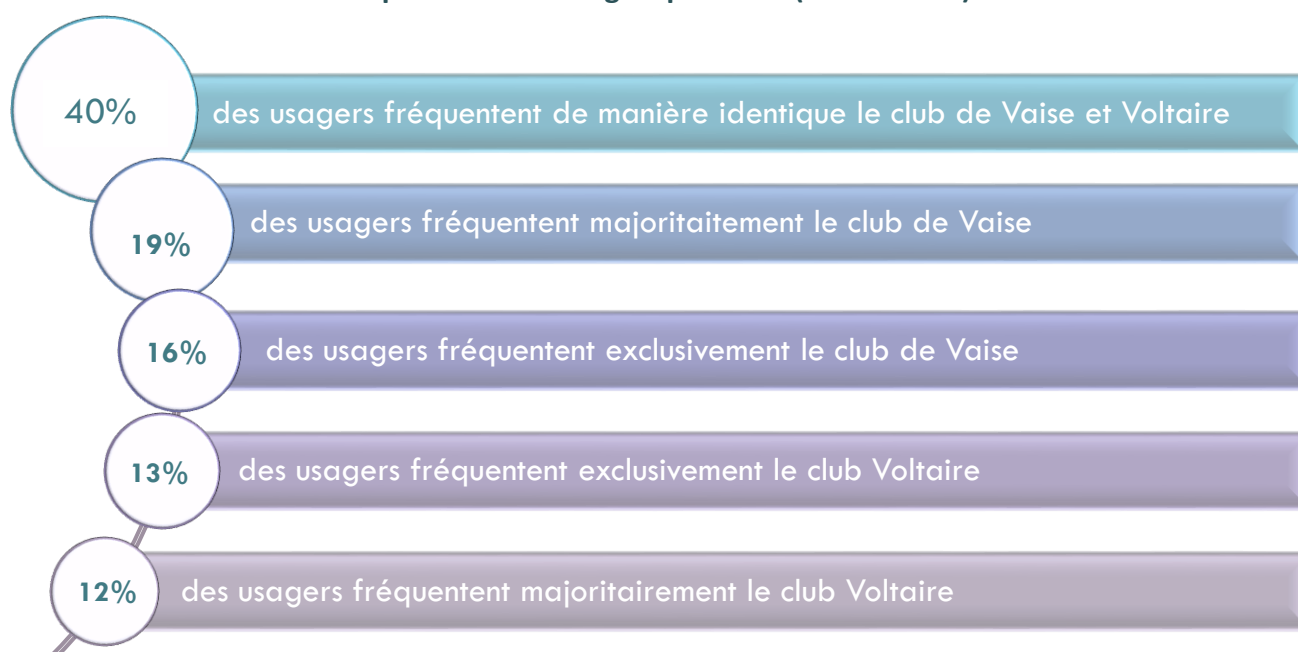 40%
des usagers fréquentent de manière identique le club de Vaise et Voltaire
19%
des usagers fréquentent majoritaitement le club de Vaise
16%
des usagers fréquentent exclusivement le club de Vaise
13%
des usagers fréquentent exclusivement le club Voltaire
12%
des usagers fréquentent majoritairement le club Voltaire